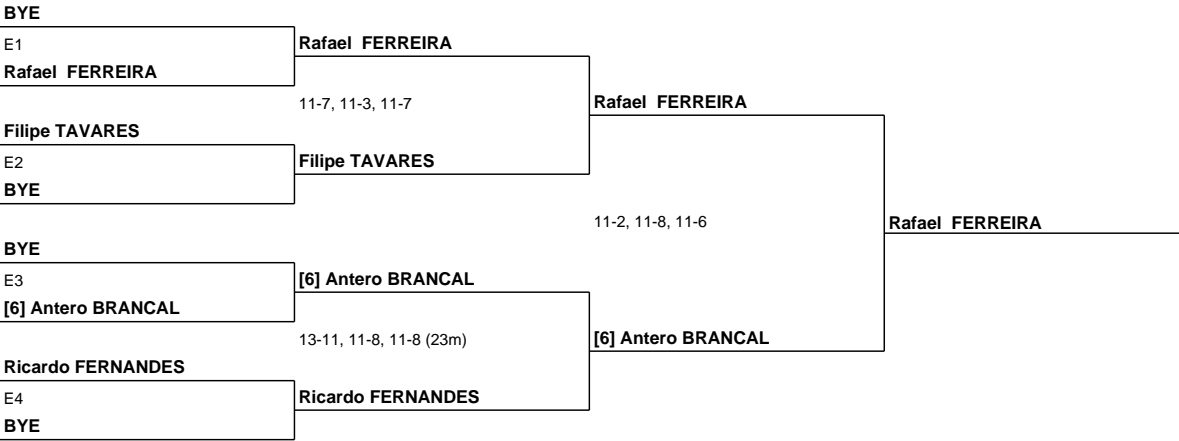 BYE
E1
Rafael FERREIRA
Rafael FERREIRA
11-7, 11-3, 11-7
Rafael FERREIRA
Filipe TAVARES
E2
Filipe TAVARES
BYE
11-2, 11-8, 11-6
Rafael FERREIRA
BYE
E3
[6] Antero BRANCAL
[6] Antero BRANCAL
13-11, 11-8, 11-8 (23m)
[6] Antero BRANCAL
Ricardo FERNANDES
E4
Ricardo FERNANDES
BYE